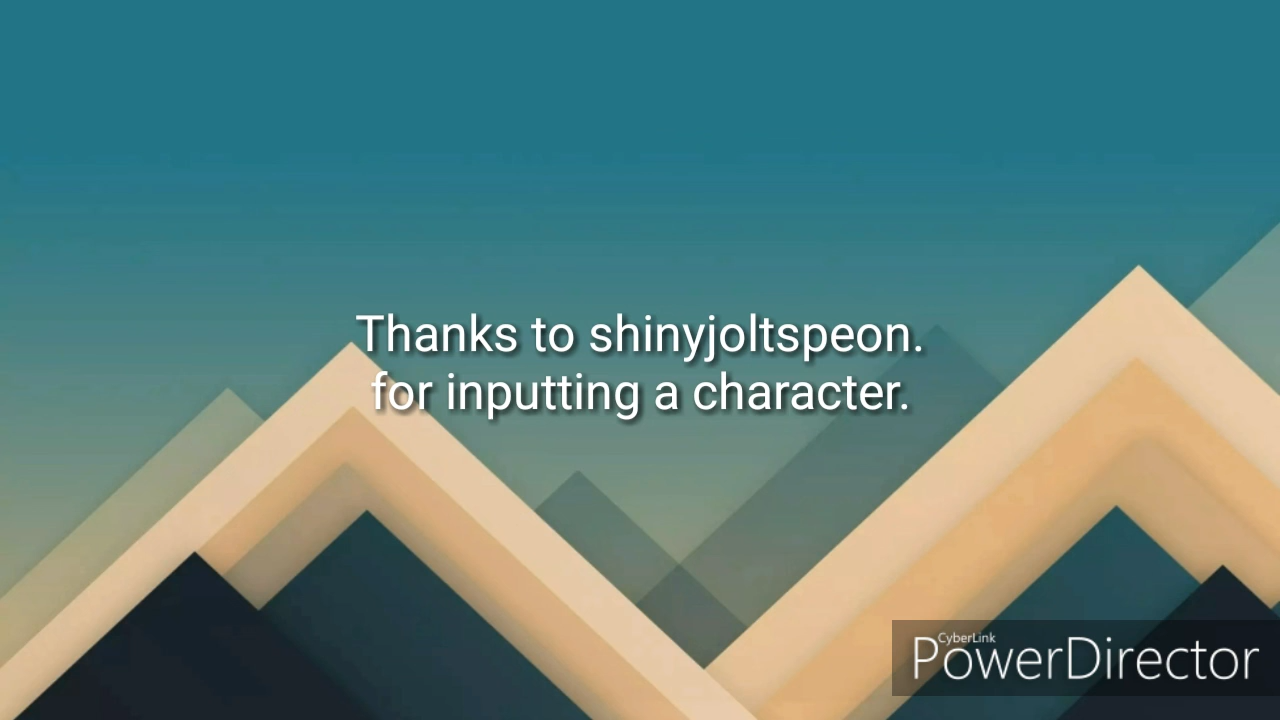 Thanks to shinyjoltspeon.
for inputting a character.
CyberLink
PowerDirector